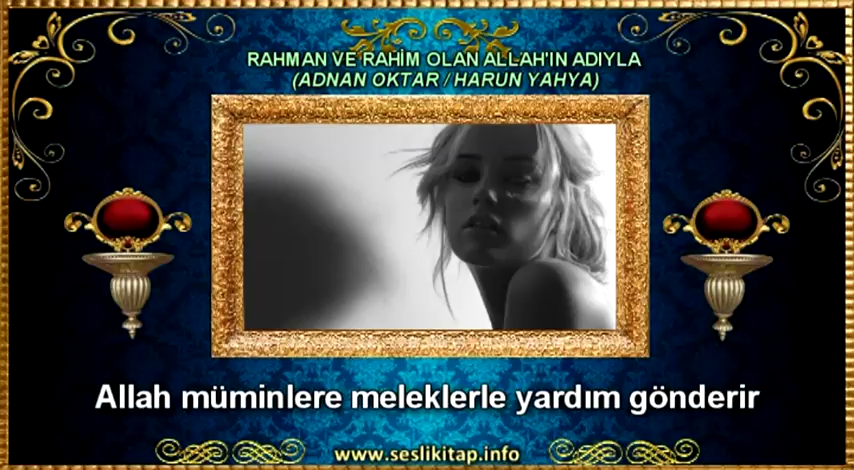 RAHMAN VE RAHİM OLAN ALLAH'IN ADIYLA
(ADNAN OKTAR / HARUN YAHYA)
Allah müminlere meleklerle yardım gönderir
www.seslikitap.info